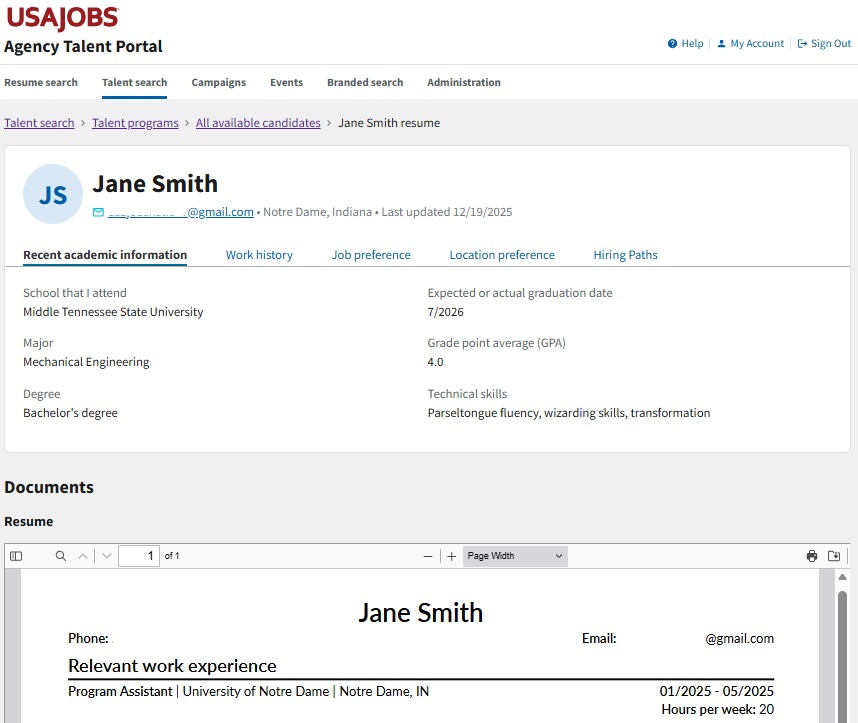 USAJOBS
Agency Talent Portal
Help
My Account
Sign Out
Resume search
Talent search
Campaigns
Events
Branded search
Administration
Talent search › Talent programs › All available candidates › Jane Smith resume
JS
Jane Smith
@gmail.com • Notre Dame, Indiana • Last updated 12/19/2025
Recent academic information
Work history
Job preference
Location preference
Hiring Paths
School that I attend
Middle Tennessee State University
Expected or actual graduation date
7/2026
Major
Mechanical Engineering
Grade point average (GPA)
4.0
Degree
Bachelor's degree
Technical skills
Parseltongue fluency, wizarding skills, transformation
Documents
Resume
1 of 1
Page Width
Jane Smith
Phone:
Email: @gmail.com
Relevant work experience
Program Assistant | University of Notre Dame | Notre Dame, IN 01/2025 - 05/2025
Hours per week: 20